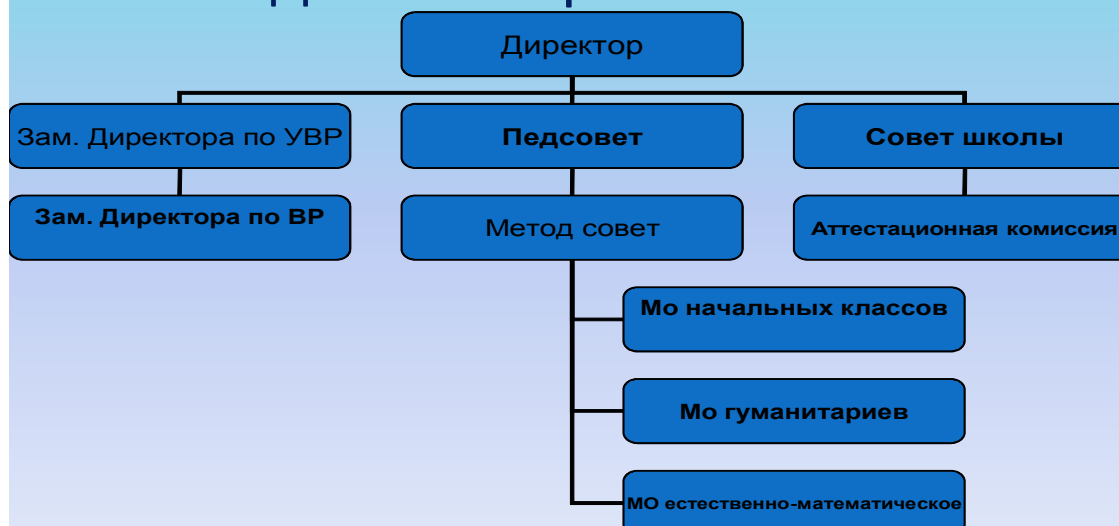 Директор
Зам. Директора по УВР
Педсовет
Совет школы
Зам. Директора по ВР
Метод совет
Аттестационная комиссия
Мо начальных классов
Мо гуманитариев
МО естественно-математическое